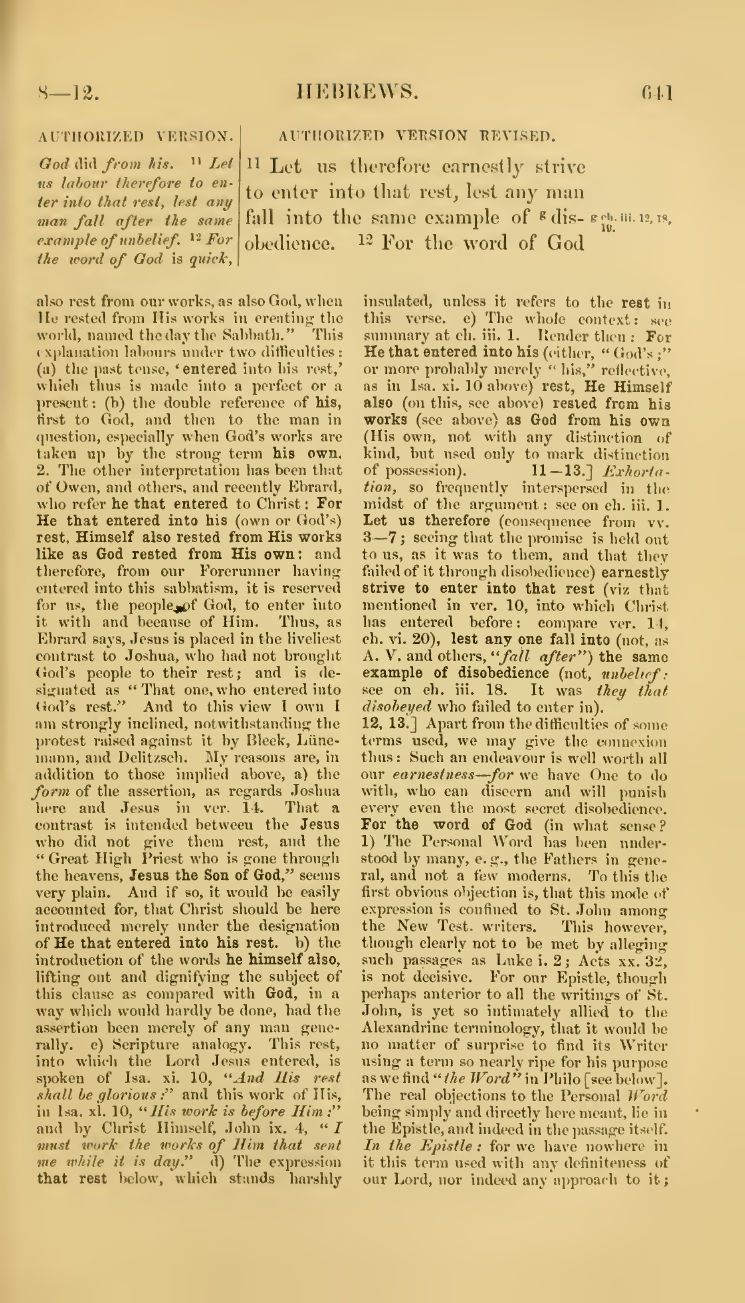 8—12.
HEBREWS.
641
AUTHORIZED VERSION.
God did from his. 11 Let
us labour therefore to en-
ter into that rest, lest any
man fall after the same
example of unbelief. 12 For
the word of God is quick,
AUTHORIZED VERSION REVISED.
11 Let us therefore earnestly strive
to enter into that rest, lest any man
fall into the same example of g dis-
obedience. 12 For the word of God
g ch. iii. 12, 18,
19.
also rest from our works, as also God, when
He rested from His works in creating the
world, named the day the Sabbath." This
explanation labours under two difficulties:
(a) the past tense, 'entered into his rest,'
which thus is made into a perfect or a
present: (b) the double reference of his,
first to God, and then to the man in
question, especially when God's works are
taken up by the strong term his own.
2. The other interpretation has been that
of Owen, and others, and recently Ebrard,
who refer he that entered to Christ: For
He that entered into his (own or God's)
rest, Himself also rested from His works
like as God rested from His own: and
therefore, from our Forerunner having
entered into this sabbatism, it is reserved
for us, the people of God, to enter into
it with and because of Him. Thus, as
Ebrard says, Jesus is placed in the liveliest
contrast to Joshua, who had not brought
God's people to their rest; and is de-
signated as "That one, who entered into
God's rest." And to this view I own I
am strongly inclined, notwithstanding the
protest raised against it by Bleek, Lüne-
mann, and Delitzsch. My reasons are, in
addition to those implied above, a) the
form of the assertion, as regards Joshua
here and Jesus in ver. 14. That a
contrast is intended between the Jesus
who did not give them rest, and the
"Great High Priest who is gone through
the heavens, Jesus the Son of God," seems
very plain. And if so, it would be easily
accounted for, that Christ should be here
introduced merely under the designation
of He that entered into his rest. b) the
introduction of the words he himself also,
lifting out and dignifying the subject of
this clause as compared with God, in a
way which would hardly be done, had the
assertion been merely of any man gene-
rally. c) Scripture analogy. This rest,
into which the Lord Jesus entered, is
spoken of Isa. xi. 10, "And His rest
shall be glorious:" and this work of His,
in Isa. xl. 10, "His work is before Him:"
and by Christ Himself, John ix. 4, "I
must work the works of Him that sent
me while it is day." d) The expression
that rest below, which stands harshly
insulated, unless it refers to the rest in
this verse. e) The whole context: see
summary at ch. iii. 1. Render then: For
He that entered into his (either, "God's;"
or more probably merely "his," reflective,
as in Isa. xi. 10 above) rest, He Himself
also (on this, see above) rested from his
works (see above) as God from his own
(His own, not with any distinction of
kind, but used only to mark distinction
of possession). 11—13.] Exhorta-
tion, so frequently interspersed in the
midst of the argument: see on ch. iii. 1.
Let us therefore (consequence from vv.
3—7; seeing that the promise is held out
to us, as it was to them, and that they
failed of it through disobedience) earnestly
strive to enter into that rest (viz that
mentioned in ver. 10, into which Christ
has entered before: compare ver. 14,
ch. vi. 20), lest any one fall into (not, as
A. V. and others, "fall after") the same
example of disobedience (not, unbelief:
see on ch. iii. 18. It was they that
disobeyed who failed to enter in).
12, 13.] Apart from the difficulties of some
terms used, we may give the connexion
thus: Such an endeavour is well worth all
our earnestness—for we have One to do
with, who can discern and will punish
every even the most secret disobedience.
For the word of God (in what sense?
1) The Personal Word has been under-
stood by many, e. g., the Fathers in gene-
ral, and not a few moderns. To this the
first obvious objection is, that this mode of
expression is confined to St. John among
the New Test. writers. This however,
though clearly not to be met by alleging
such passages as Luke i. 2; Acts xx. 32,
is not decisive. For our Epistle, though
perhaps anterior to all the writings of St.
John, is yet so intimately allied to the
Alexandrine terminology, that it would be
no matter of surprise to find its Writer
using a term so nearly ripe for his purpose
as we find "the Word" in Philo [see below].
The real objections to the Personal Word
being simply and directly here meant, lie in
the Epistle, and indeed in the passage itself.
In the Epistle: for we have nowhere in
it this term used with any definiteness of
our Lord, nor indeed any approach to it;